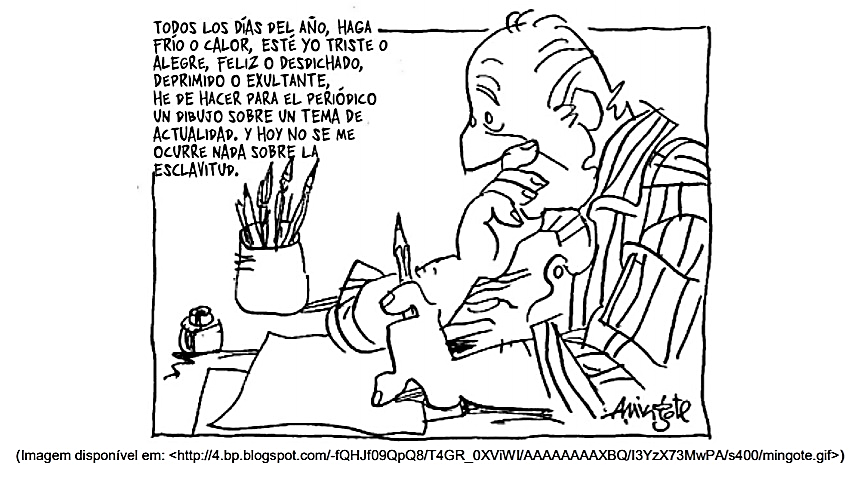 TODOS LOS DÍAS DEL AÑO, HAGA
FRÍO O CALOR, ESTÉ YO TRISTE O
ALEGRE, FELIZ O DESDICHADO,
DEPRIMIDO O EXULTANTE,
HE DE HACER PARA EL PERIÓDICO
UN DIBUJO SOBRE UN TEMA DE
ACTUALIDAD. Y HOY NO SE ME
OCURRE NADA SOBRE LA
ESCLAVITUD.
Mingote
(Imagem disponível em: <http://4.bp.blogspot.com/-fQHJf09QpQ8/T4GR_0XViWI/AAAAAAAAXBQ/I3YzX73MwPA/s400/mingote.gif>)